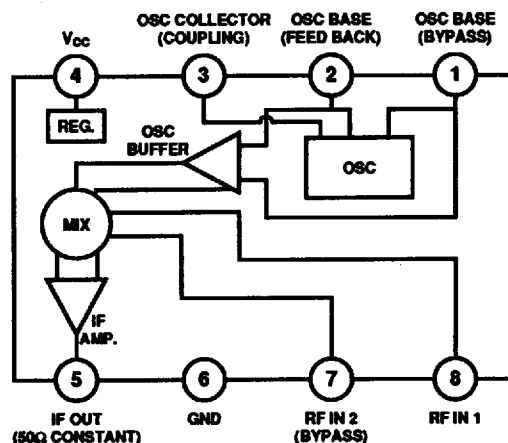 OSC COLLECTOR
(COUPLING)
OSC BASE
(FEED BACK)
OSC BASE
(BYPASS)
VCC
4
3
2
1
REG.
OSC
BUFFER
OSC
MIX
IF
AMP.
5
6
7
8
IF OUT
(50Ω CONSTANT)
GND
RF IN 2
(BYPASS)
RF IN 1